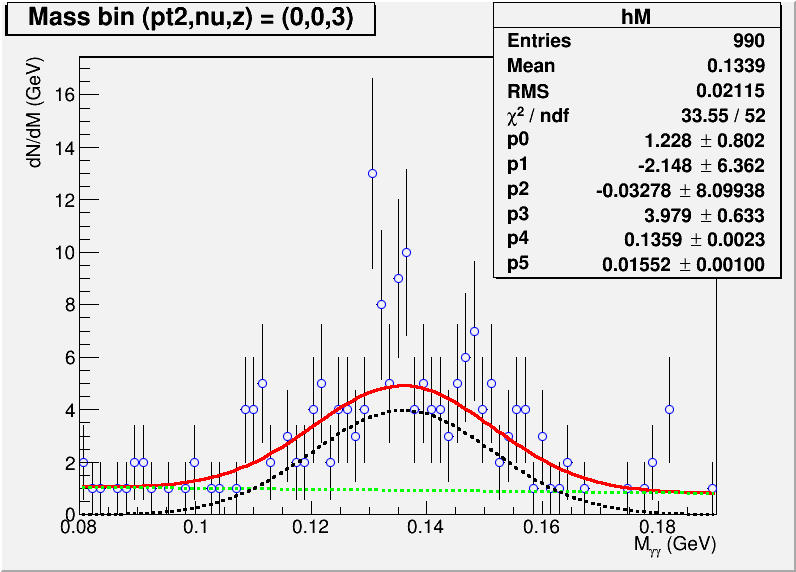 Mass bin (pt2,nu,z) = (0,0,3)
hM
Entries 990
Mean 0.1339
RMS 0.02115
χ² / ndf 33.55 / 52
p0 1.228 ± 0.802
p1 -2.148 ± 6.362
p2 -0.03278 ± 8.09938
p3 3.979 ± 0.633
p4 0.1359 ± 0.0023
p5 0.01552 ± 0.00100
dN/dM (GeV)
16
14
12
10
8
6
4
2
0
0.08 0.1 0.12 0.14 0.16 0.18
Mγγ (GeV)